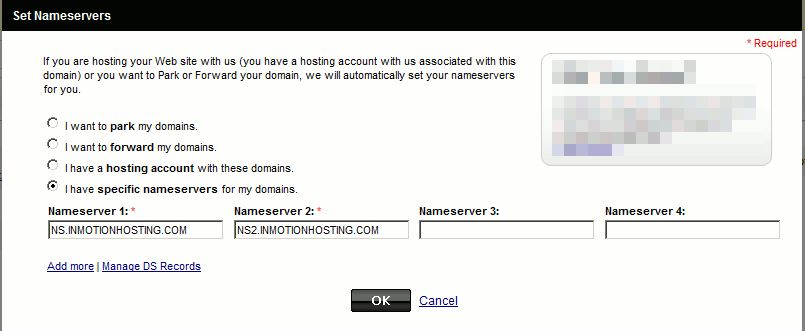 Set Nameservers
* Required
If you are hosting your Web site with us (you have a hosting account with us associated with this
domain) or you want to Park or Forward your domain, we will automatically set your nameservers
for you.
I want to park my domains.
I want to forward my domains.
I have a hosting account with these domains.
I have specific nameservers for my domains.
Nameserver 1: * Nameserver 2: * Nameserver 3: Nameserver 4:
NS.INMOTIONHOSTING.COM NS2.INMOTIONHOSTING.COM
Add more | Manage DS Records
OK Cancel